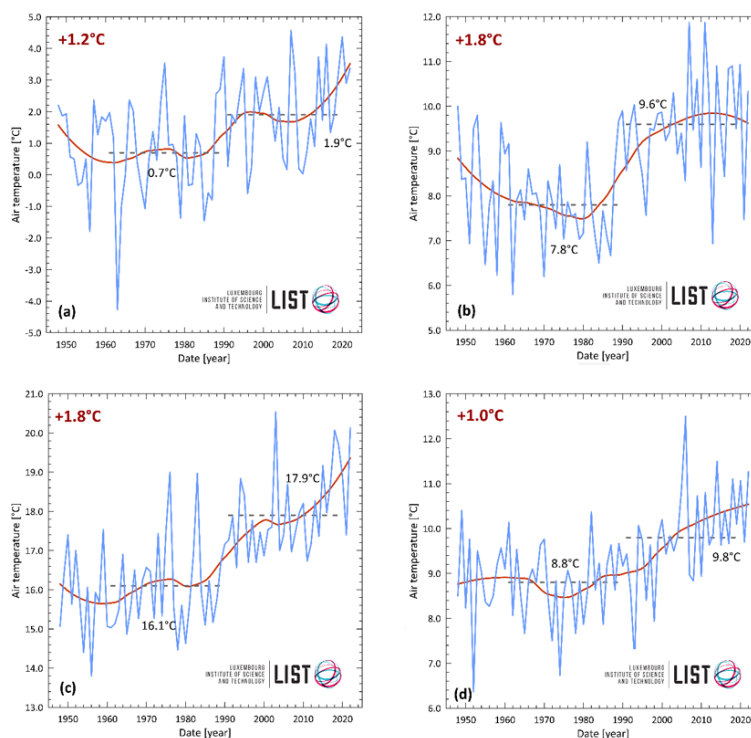 +1.2°C
5.0
4.0
3.0
2.0
1.0
0.0
-1.0
-2.0
-3.0
-4.0
-5.0
Air temperature [°C]
0.7°C
1.9°C
(a)
LUXEMBOURG
INSTITUTE OF SCIENCE
AND TECHNOLOGY
LIST
1950 1960 1970 1980 1990 2000 2010 2020
Date [year]
+1.8°C
12.0
11.0
10.0
9.0
8.0
7.0
6.0
5.0
Air temperature [°C]
9.6°C
7.8°C
(b)
LUXEMBOURG
INSTITUTE OF SCIENCE
AND TECHNOLOGY
LIST
1950 1960 1970 1980 1990 2000 2010 2020
Date [year]
+1.8°C
21.0
20.0
19.0
18.0
17.0
16.0
15.0
14.0
13.0
Air temperature [°C]
17.9°C
16.1°C
(c)
LUXEMBOURG
INSTITUTE OF SCIENCE
AND TECHNOLOGY
LIST
1950 1960 1970 1980 1990 2000 2010 2020
Date [year]
+1.0°C
13.0
12.0
11.0
10.0
9.0
8.0
7.0
6.0
Air temperature [°C]
8.8°C
9.8°C
(d)
LUXEMBOURG
INSTITUTE OF SCIENCE
AND TECHNOLOGY
LIST
1950 1960 1970 1980 1990 2000 2010 2020
Date [year]